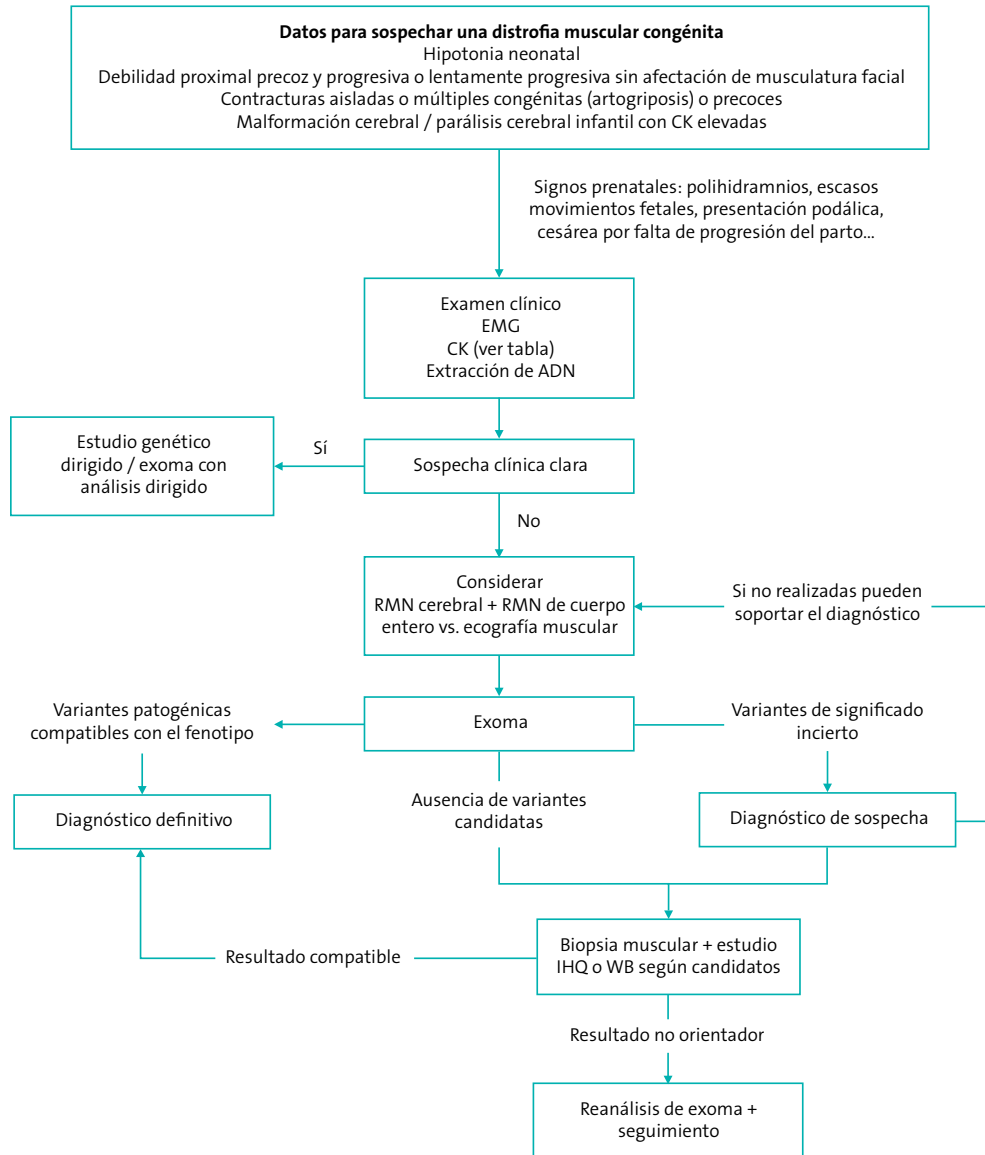 Datos para sospechar una distrofia muscular congénita
Hipotonia neonatal
Debilidad proximal precoz y progresiva o lentamente progresiva sin afectación de musculatura facial
Contracturas aisladas o múltiples congénitas (artogriposis) o precoces
Malformación cerebral / parálisis cerebral infantil con CK elevadas
Signos prenatales: polihidramnios, escasos
movimientos fetales, presentación podálica,
cesárea por falta de progresión del parto...
Examen clínico
EMG
CK (ver tabla)
Extracción de ADN
Estudio genético
dirigido / exoma con
análisis dirigido
Sí
Sospecha clínica clara
No
Considerar
RMN cerebral + RMN de cuerpo
entero vs. ecografía muscular
Si no realizadas pueden
soportar el diagnóstico
Variantes patogénicas
compatibles con el fenotipo
Exoma
Variantes de significado
incierto
Ausencia de variantes
candidatas
Diagnóstico definitivo
Diagnóstico de sospecha
Biopsia muscular + estudio
IHQ o WB según candidatos
Resultado compatible
Resultado no orientador
Reanálisis de exoma +
seguimiento